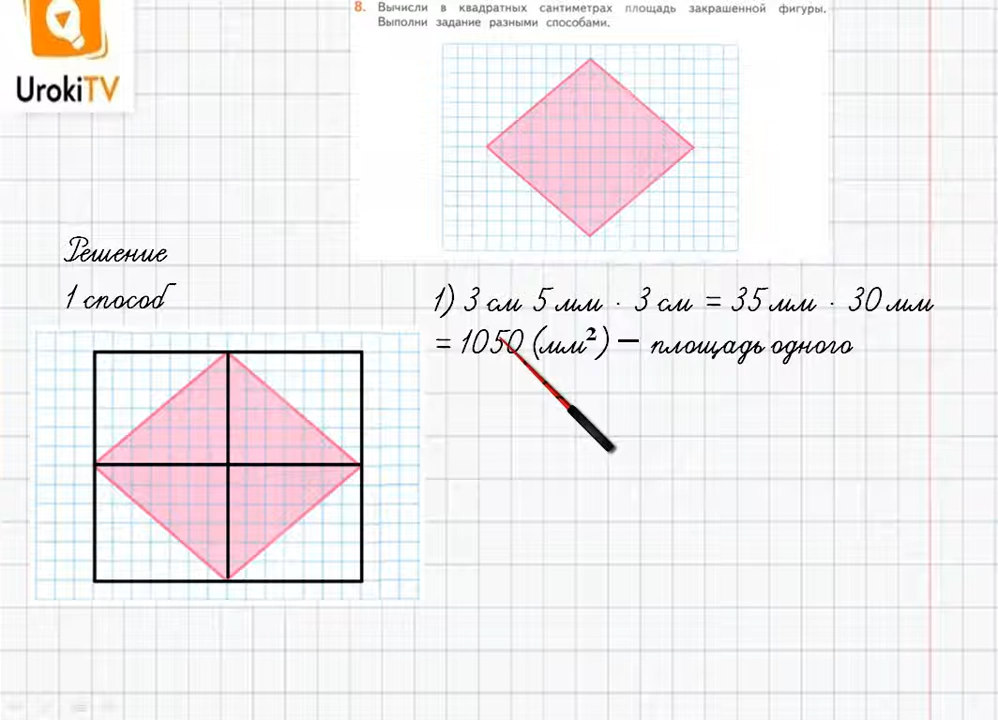 UrokiTV
8. Вычисли в квадратных сантиметрах площадь закрашенной фигуры.
Выполни задание разными способами.
Решение
1 способ
1) 3 см 5 мм · 3 см = 35 мм · 30 мм
= 1050 (мм²) – площадь одного